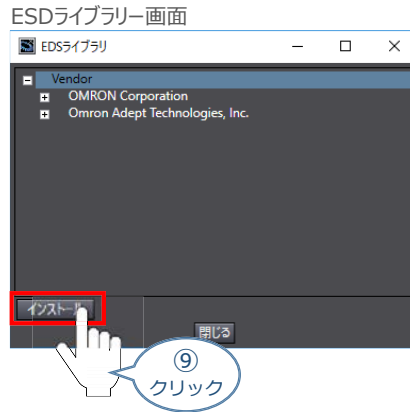 ESDライブラリー画面
EDSライブラリ
Vendor
OMRON Corporation
Omron Adept Technologies, Inc.
インストール
閉じる
⑨
クリック